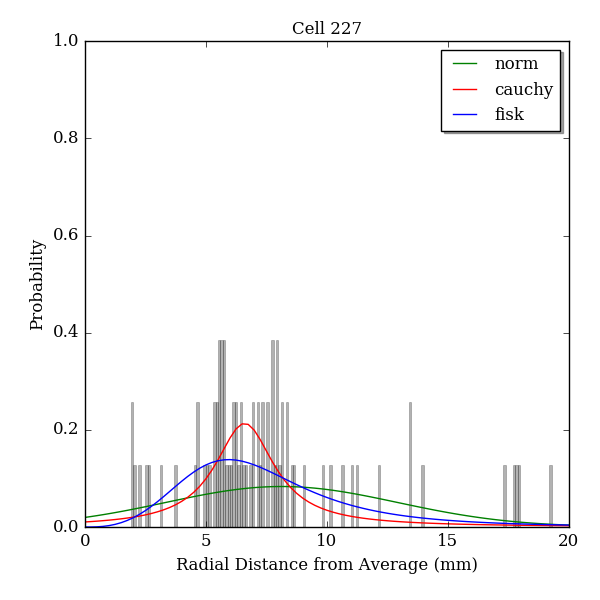 Cell 227
1.0
0.8
0.6
0.4
0.2
0.0
Probability
norm
cauchy
fisk
0 5 10 15 20
Radial Distance from Average (mm)